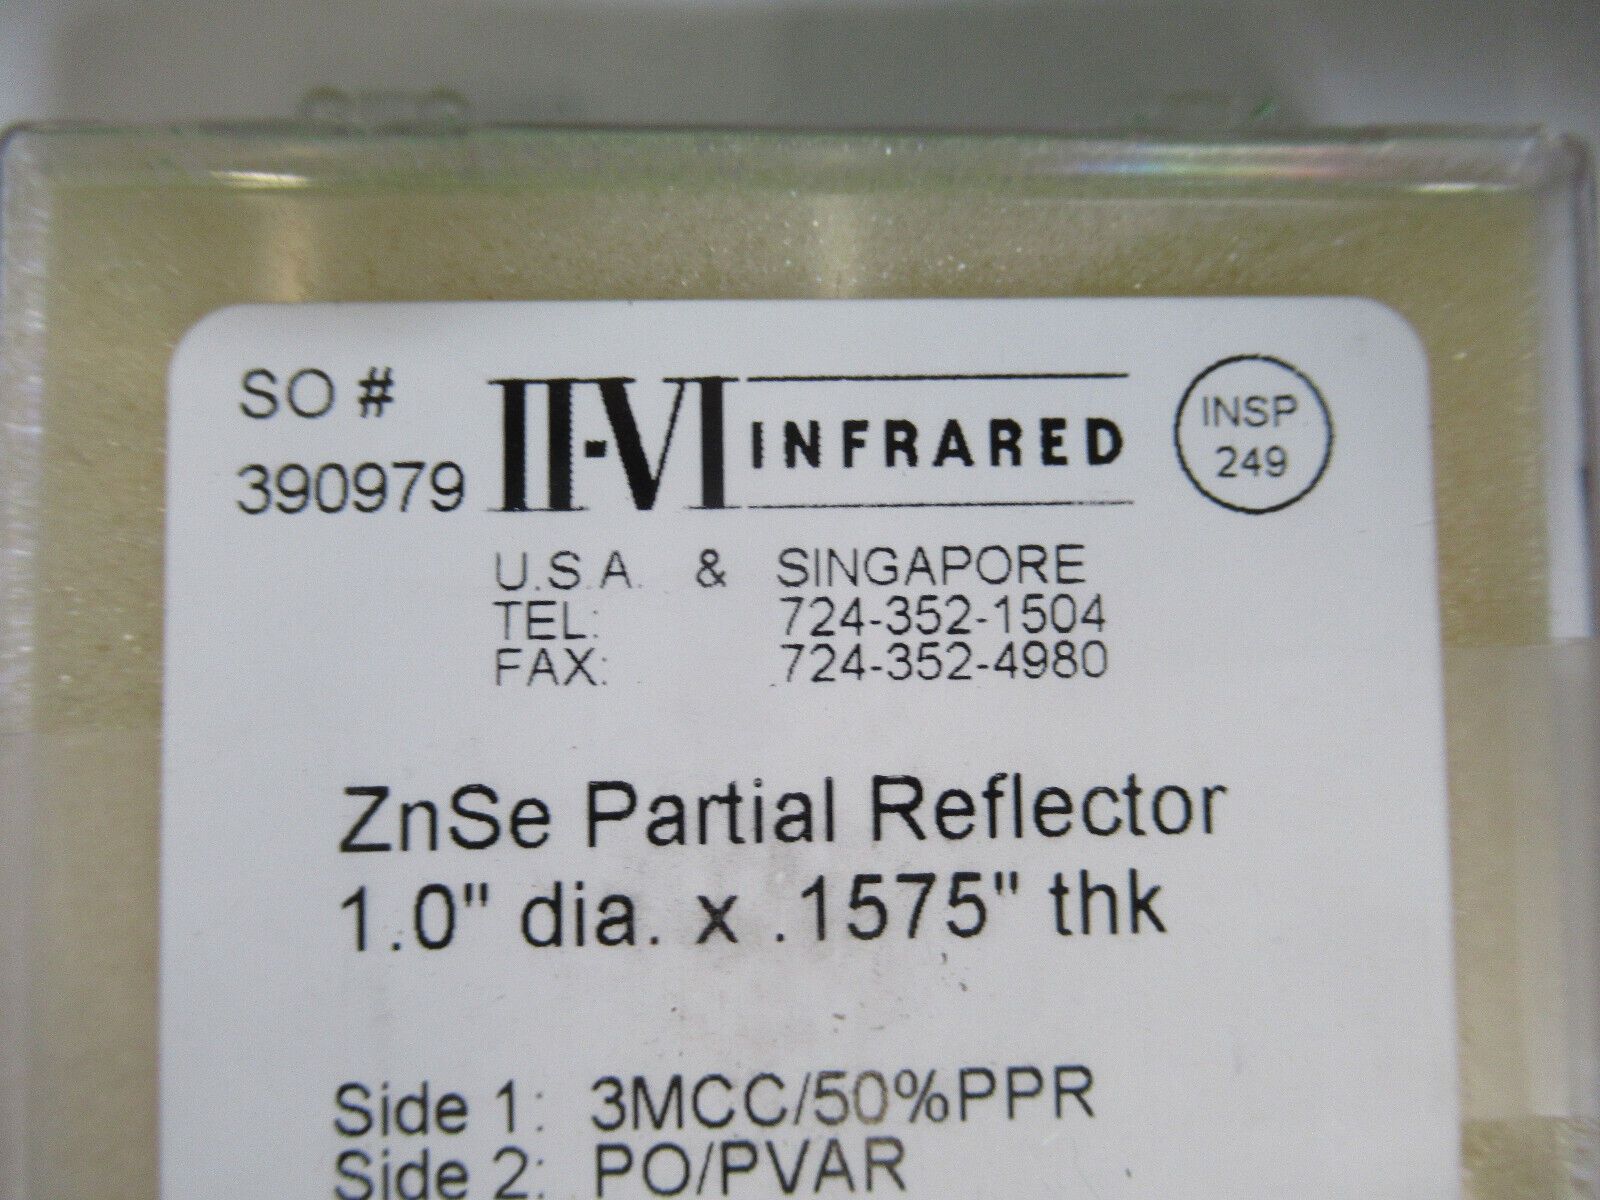 SO #
390979
II-VI INFRARED
INSP
249
U.S.A. & SINGAPORE
TEL: 724-352-1504
FAX: 724-352-4980
ZnSe Partial Reflector
1.0" dia. x .1575" thk
Side 1: 3MCC/50%PPR
Side 2: PO/PVAR